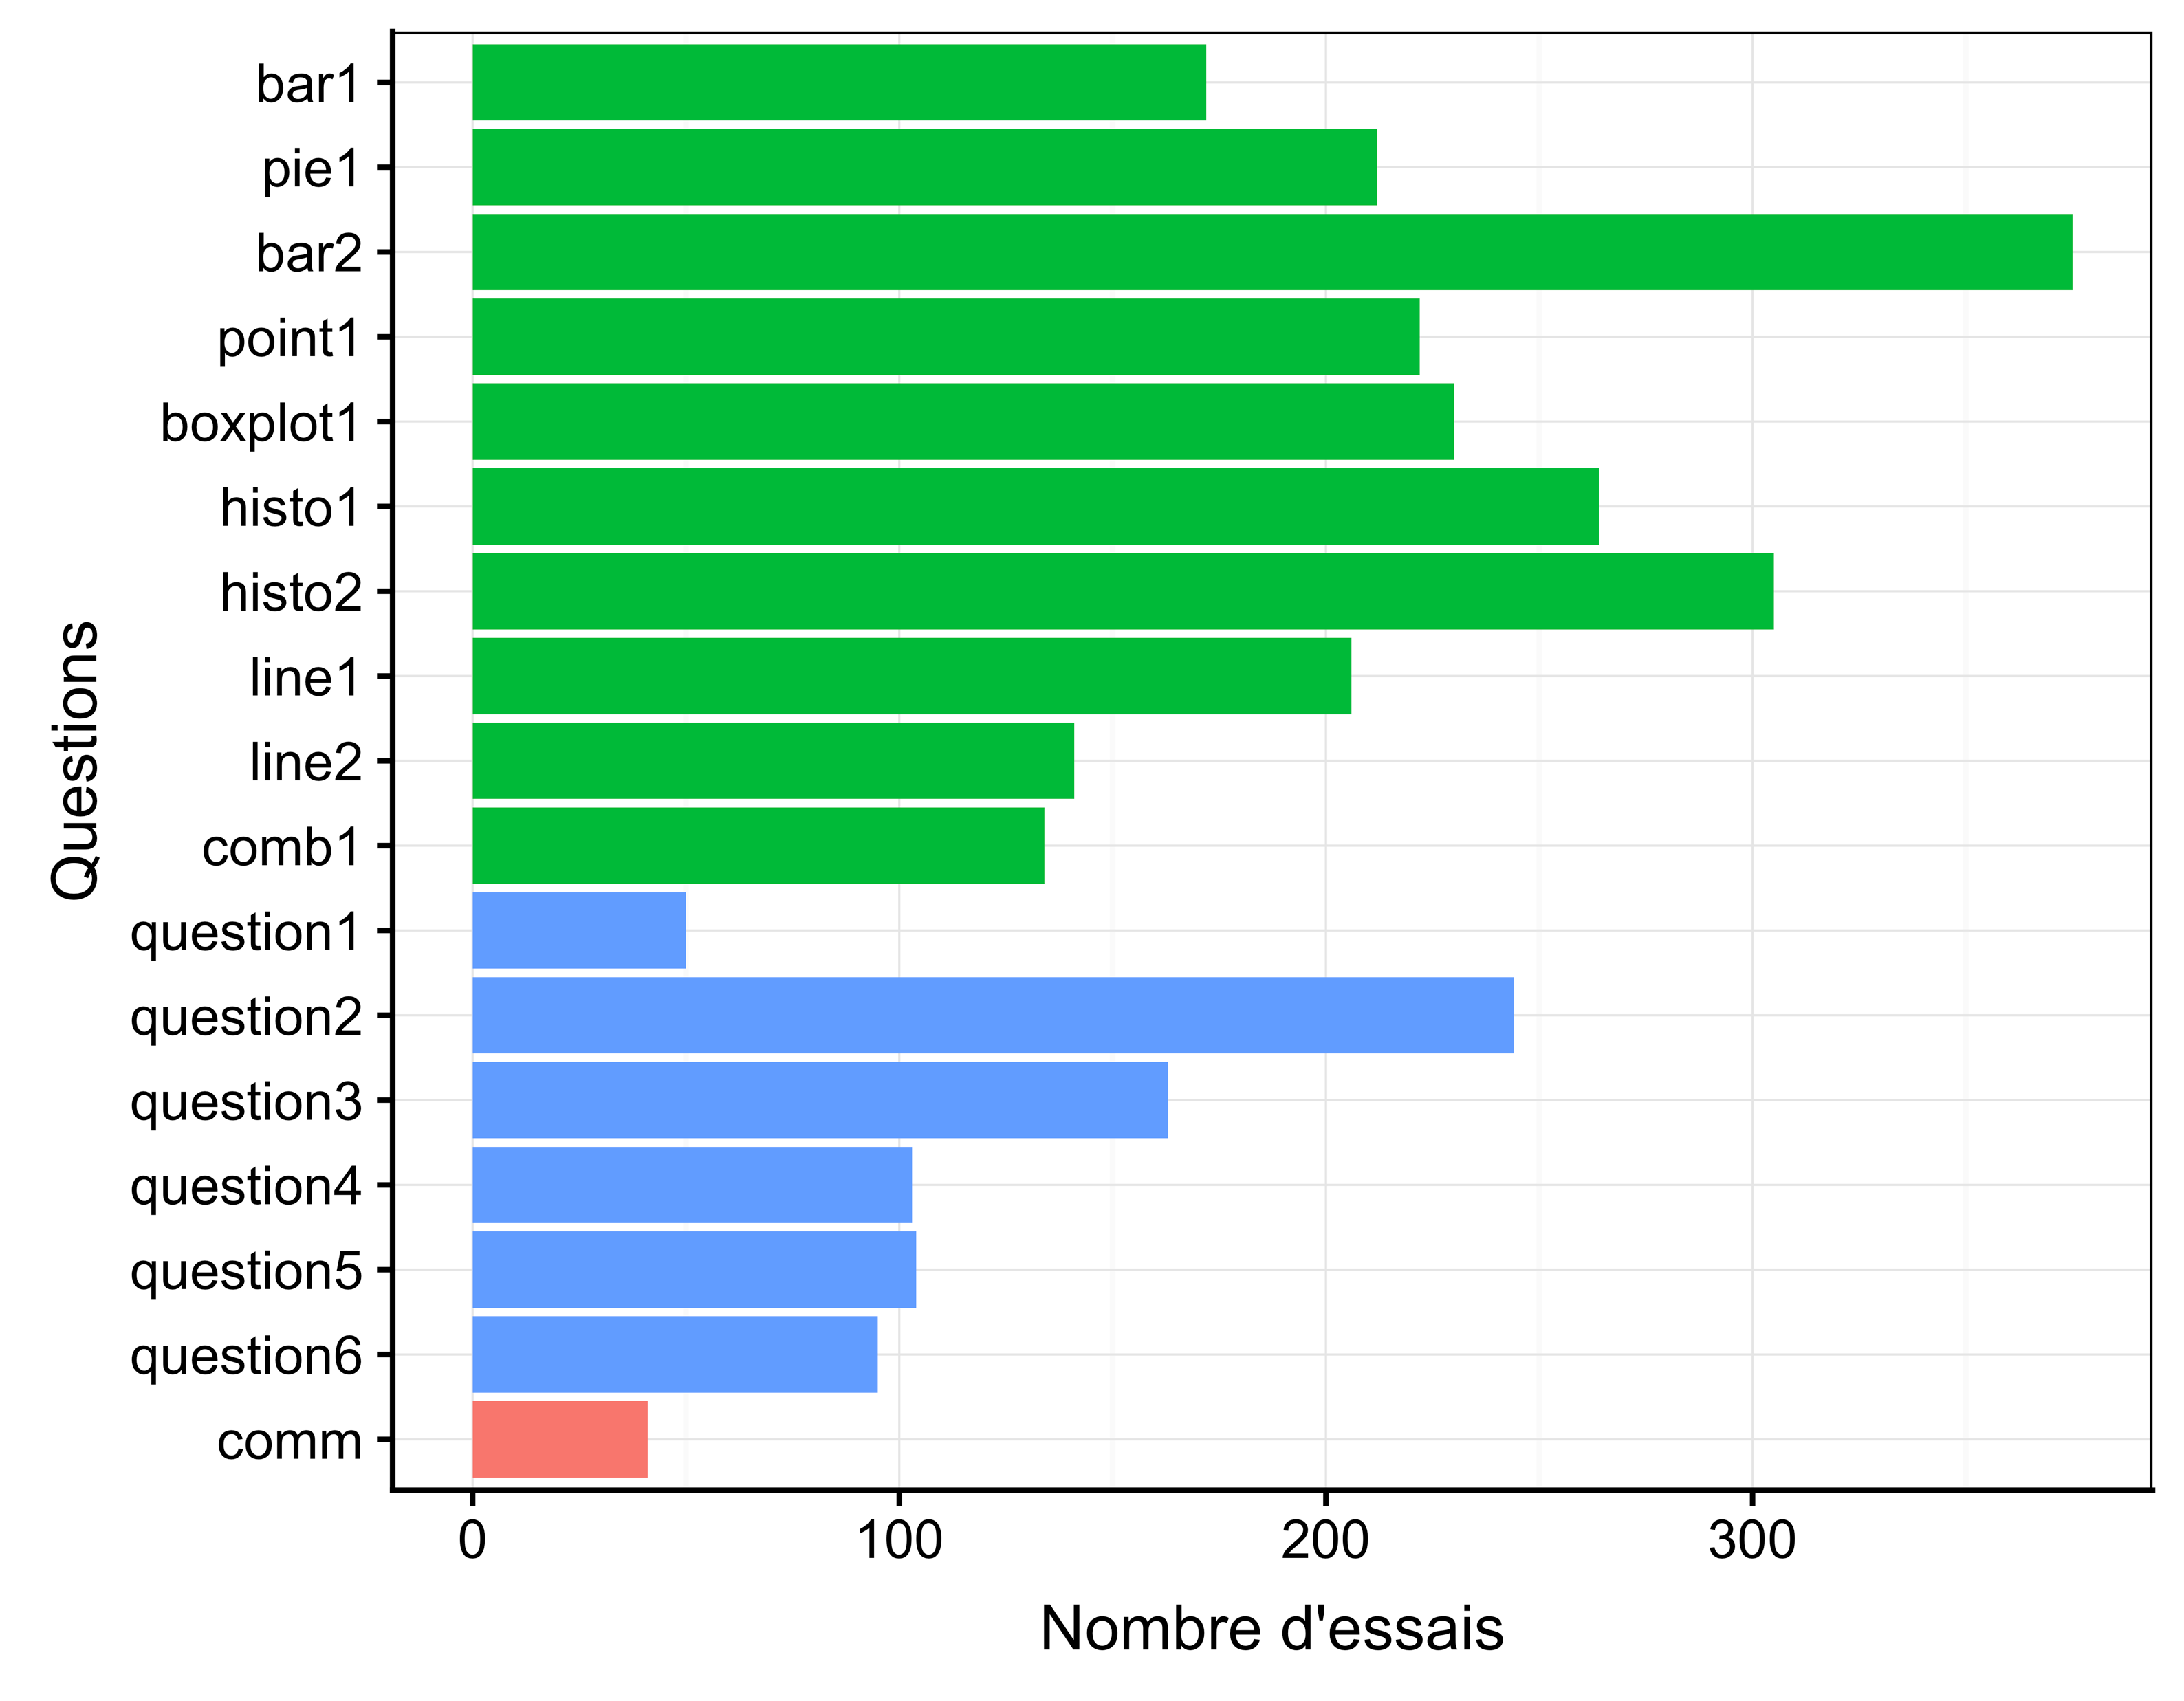 Questions
bar1
pie1
bar2
point1
boxplot1
histo1
histo2
line1
line2
comb1
question1
question2
question3
question4
question5
question6
comm
0 100 200 300
Nombre d'essais